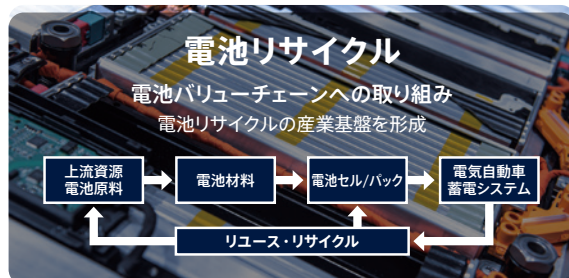 電池リサイクル
電池バリューチェーンへの取り組み
電池リサイクルの産業基盤を形成
上流資源
電池原料
電池材料
電池セル/パック
電気自動車
蓄電システム
リユース・リサイクル